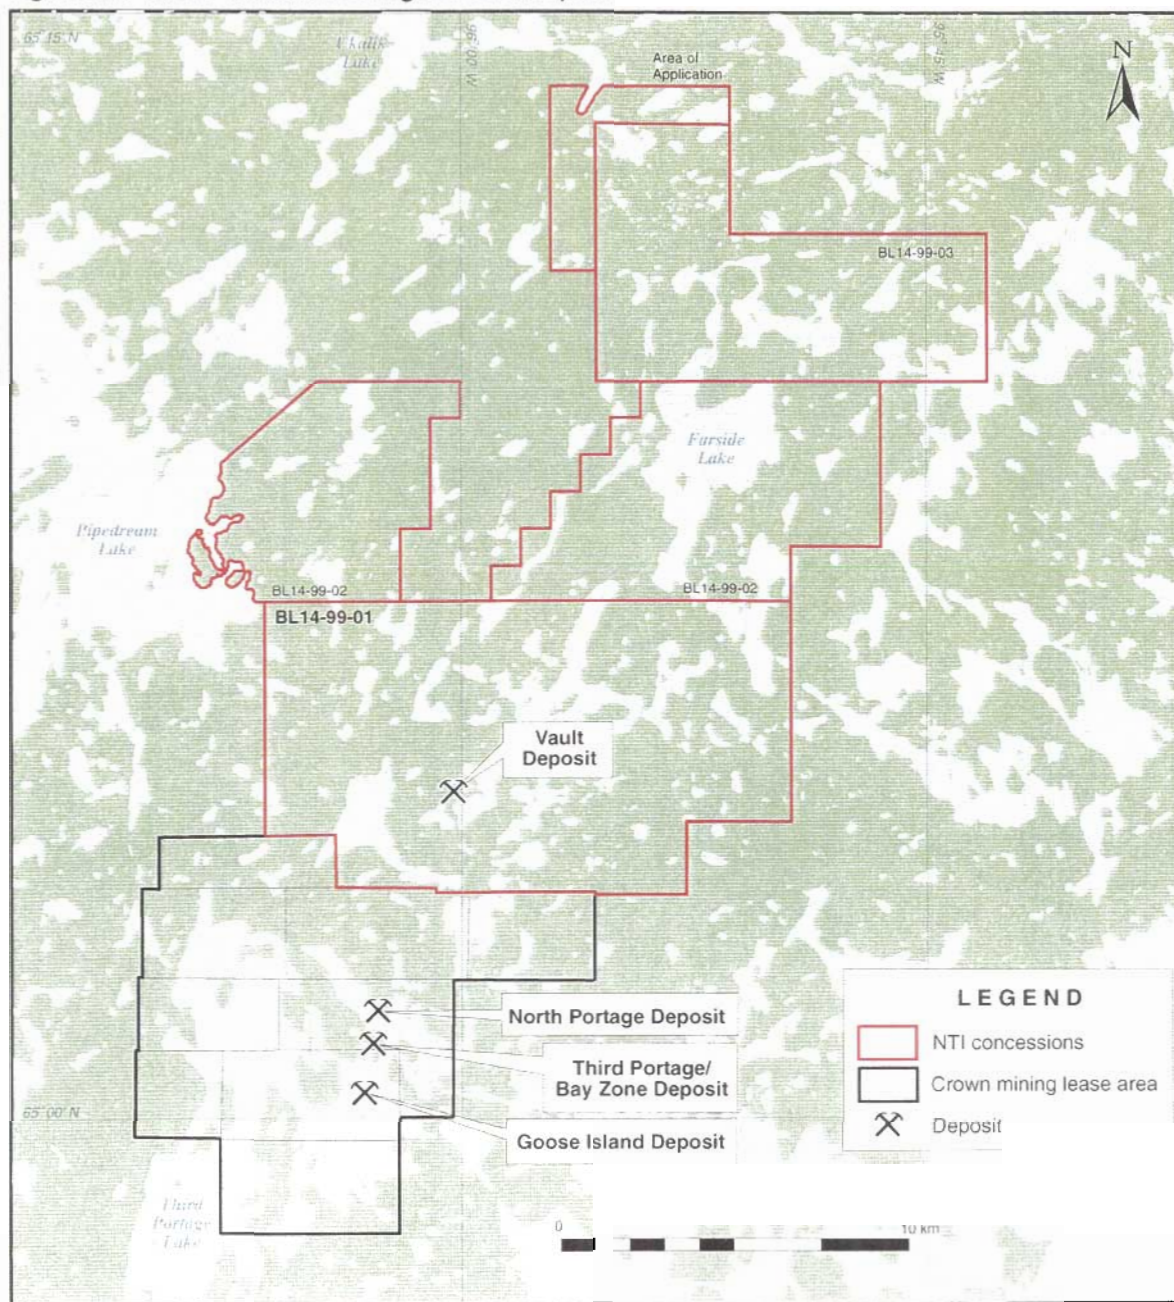 65°15' N
Ukalik
Lake
96°00' W
95°45' W
Area of
Application
N
BL14-99-03
Farside
Lake
Pipedream
Lake
BL14-99-02
BL14-99-02
BL14-99-01
Vault
Deposit
North Portage Deposit
Third Portage/
Bay Zone Deposit
Goose Island Deposit
65°00' N
Third
Portage
Lake
LEGEND
NTI concessions
Crown mining lease area
Deposit
0
10 km